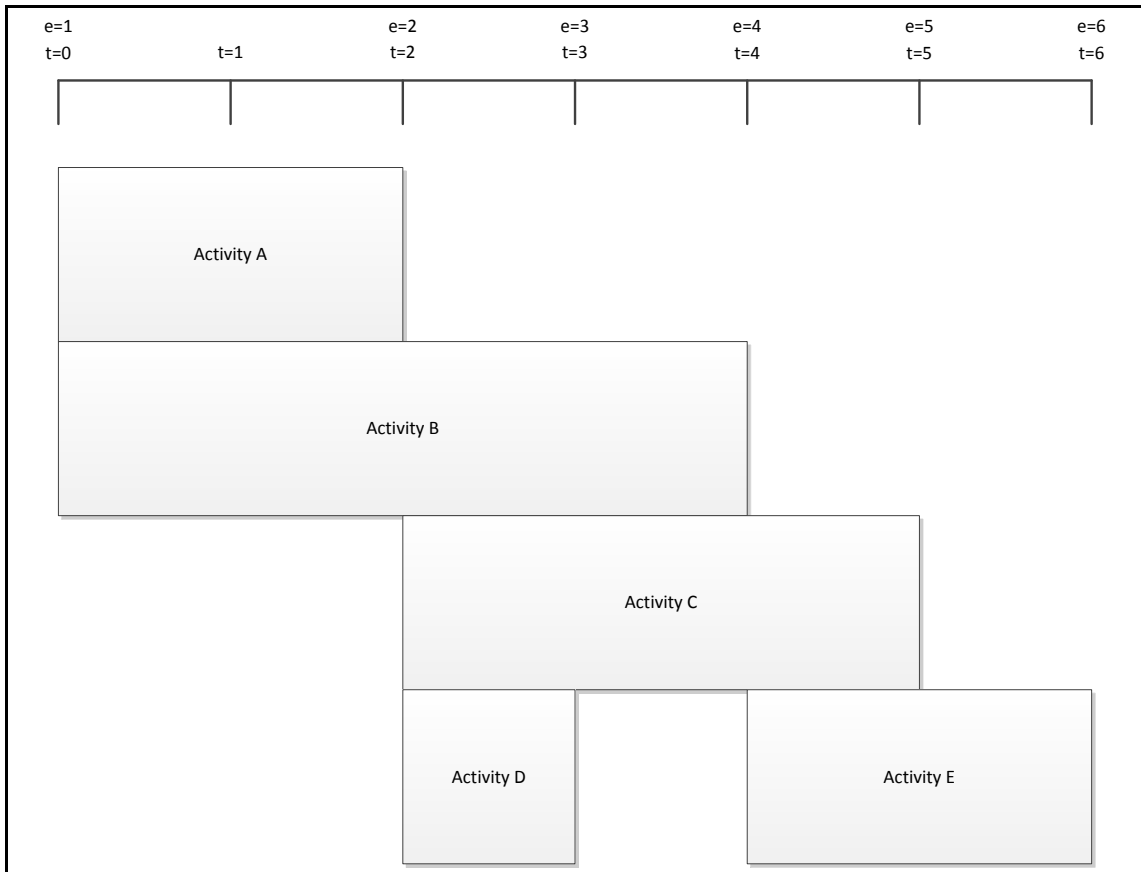 e=1 e=2 e=3 e=4 e=5 e=6
t=0 t=1 t=2 t=3 t=4 t=5 t=6
Activity A
Activity B
Activity C
Activity D Activity E